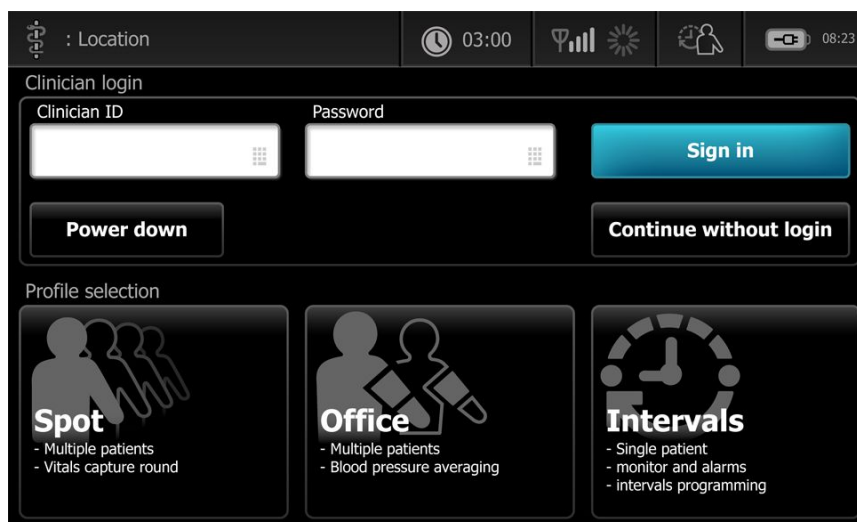 : Location
03:00
08:23
Clinician login
Clinician ID
Password
Sign in
Power down
Continue without login
Profile selection
Spot
- Multiple patients
- Vitals capture round
Office
- Multiple patients
- Blood pressure averaging
Intervals
- Single patient
- monitor and alarms
- intervals programming